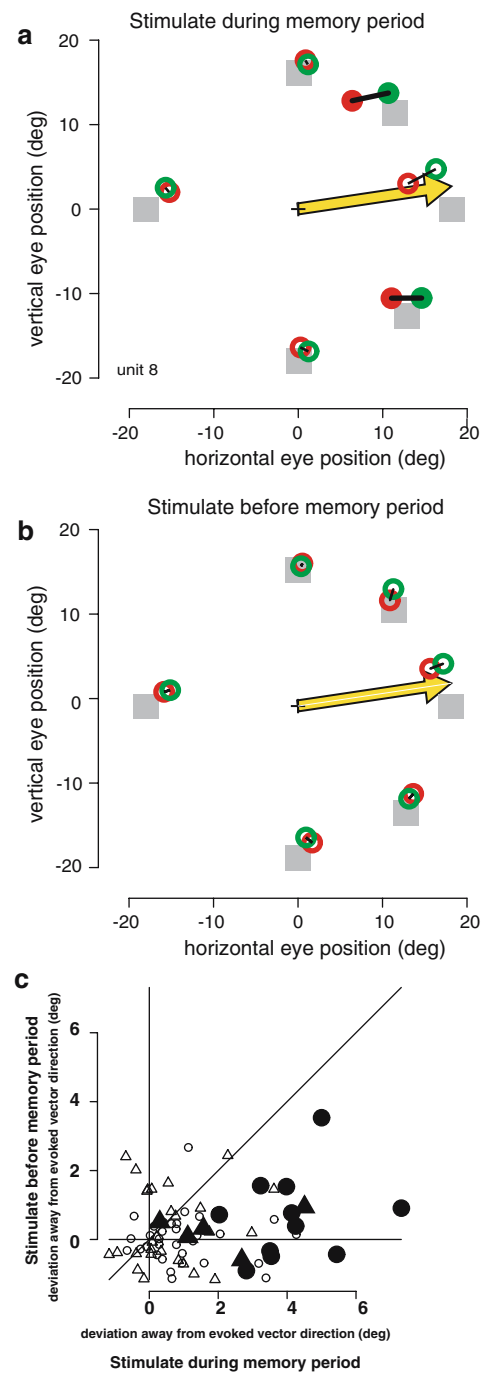 a
Stimulate during memory period
20
10
0
-10
-20
vertical eye position (deg)
unit 8
-20
-10
0
10
20
horizontal eye position (deg)
b
Stimulate before memory period
20
10
0
-10
-20
vertical eye position (deg)
-20
-10
0
10
20
horizontal eye position (deg)
c
Stimulate before memory period
deviation away from evoked vector direction (deg)
6
4
2
0
0
2
4
6
deviation away from evoked vector direction (deg)
Stimulate during memory period